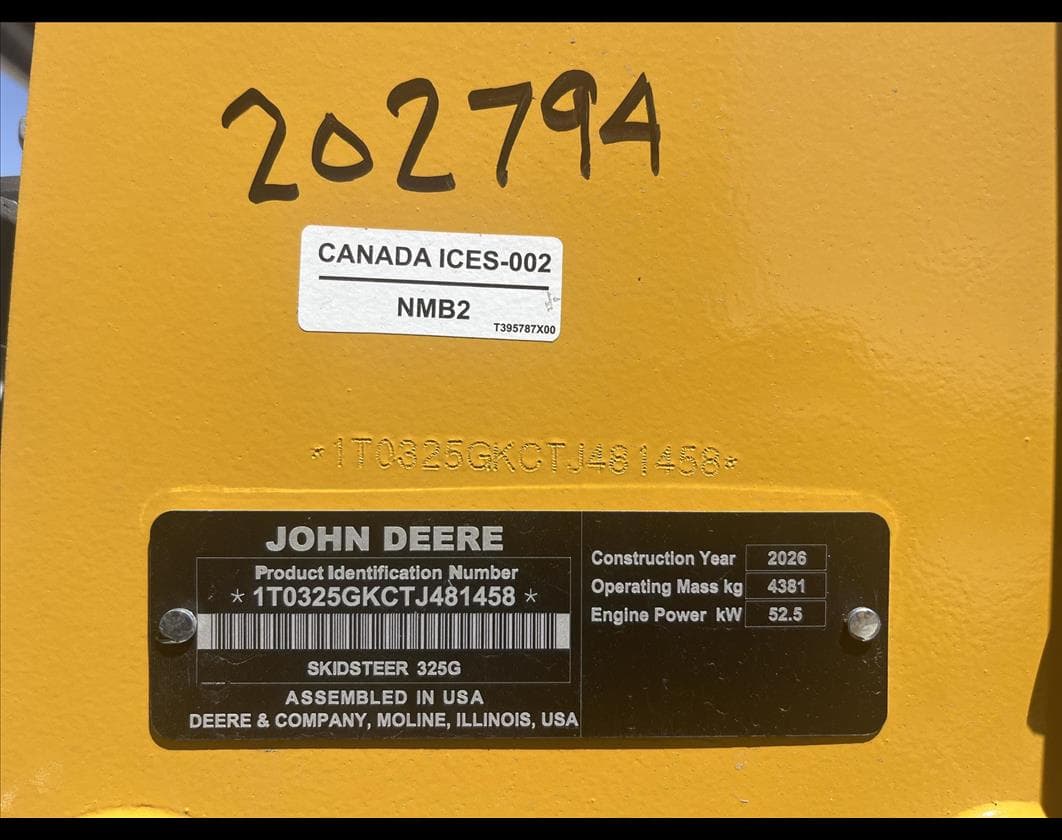 202794
CANADA ICES-002
NMB2
T395787X00
*1T0325GKCTJ481458*
JOHN DEERE
Product Identification Number
* 1T0325GKCTJ481458 *
SKIDSTEER 325G
ASSEMBLED IN USA
DEERE & COMPANY, MOLINE, ILLINOIS, USA
Construction Year 2026
Operating Mass kg 4381
Engine Power kW 52.5